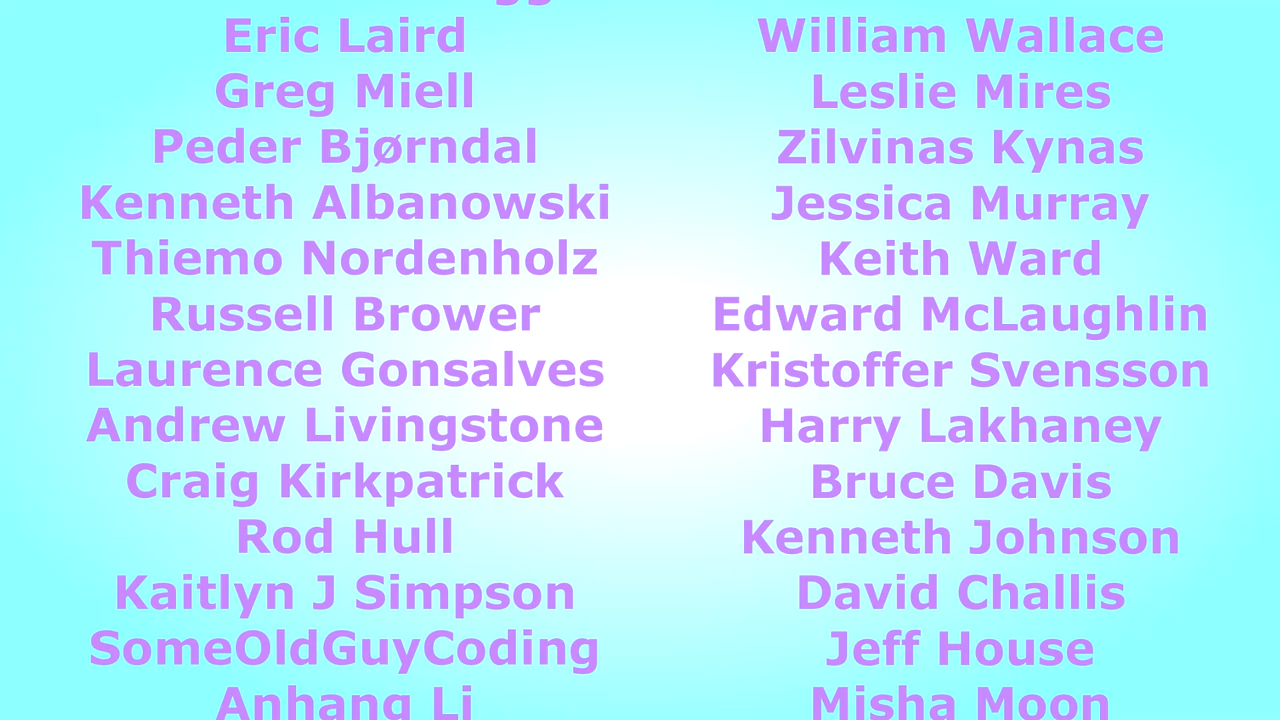 Eric Laird
Greg Miell
Peder Bjørndal
Kenneth Albanowski
Thiemo Nordenholz
Russell Brower
Laurence Gonsalves
Andrew Livingstone
Craig Kirkpatrick
Rod Hull
Kaitlyn J Simpson
SomeOldGuyCoding
Anhang Li
William Wallace
Leslie Mires
Zilvinas Kynas
Jessica Murray
Keith Ward
Edward McLaughlin
Kristoffer Svensson
Harry Lakhaney
Bruce Davis
Kenneth Johnson
David Challis
Jeff House
Misha Moon